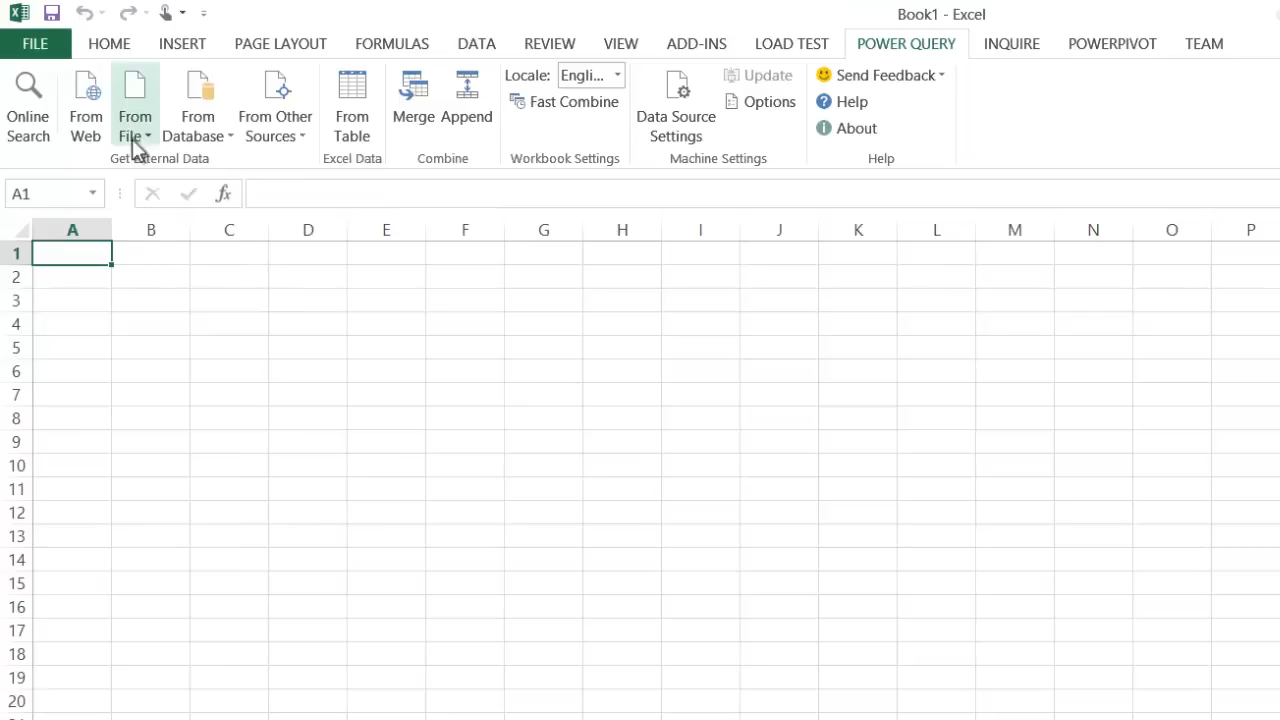 Book1 - Excel
FILE HOME INSERT PAGE LAYOUT FORMULAS DATA REVIEW VIEW ADD-INS LOAD TEST POWER QUERY INQUIRE POWERPIVOT TEAM
Online Search
From Web
From File
From Database
From Other Sources
Get External Data
From Table
Excel Data
Merge
Append
Combine
Locale: Engli...
Fast Combine
Workbook Settings
Data Source Settings
Update
Options
Machine Settings
Send Feedback
Help
About
Help
A1
fx
A B C D E F G H I J K L M N O P
1
2
3
4
5
6
7
8
9
10
11
12
13
14
15
16
17
18
19
20